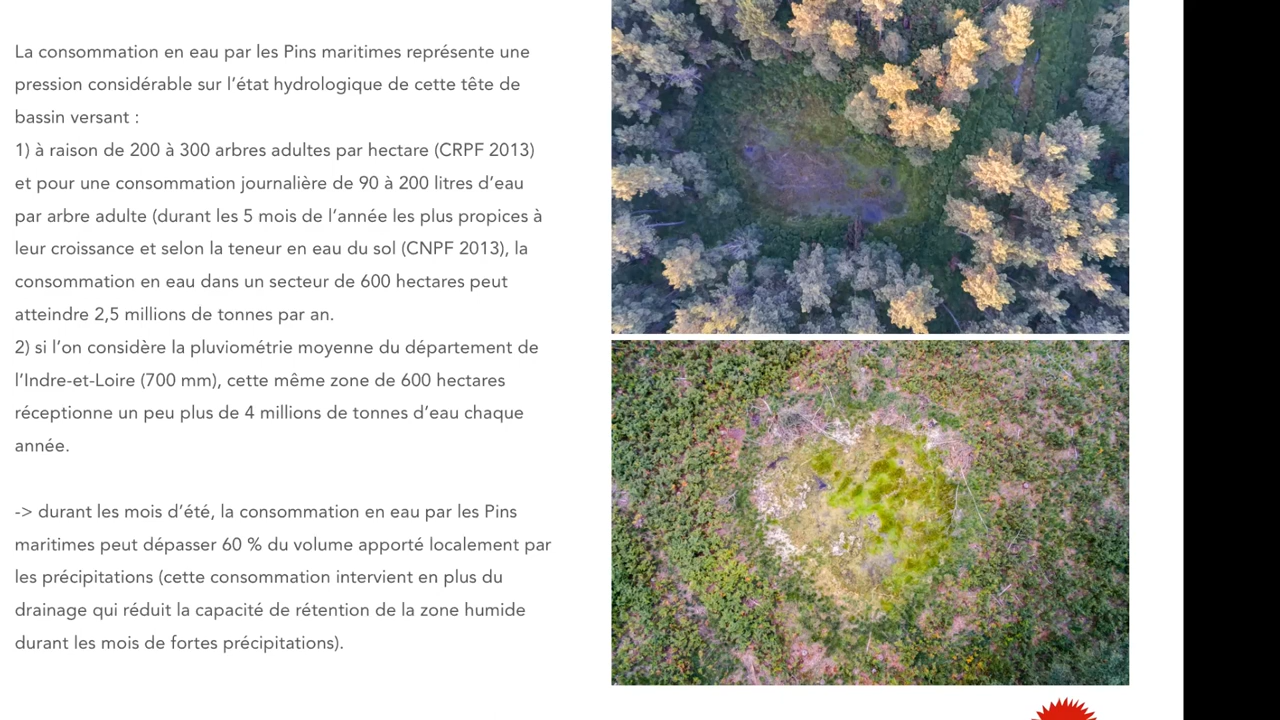 La consommation en eau par les Pins maritimes représente une
pression considérable sur l’état hydrologique de cette tête de
bassin versant :
1) à raison de 200 à 300 arbres adultes par hectare (CRPF 2013)
et pour une consommation journalière de 90 à 200 litres d’eau
par arbre adulte (durant les 5 mois de l’année les plus propices à
leur croissance et selon la teneur en eau du sol (CNPF 2013), la
consommation en eau dans un secteur de 600 hectares peut
atteindre 2,5 millions de tonnes par an.
2) si l’on considère la pluviométrie moyenne du département de
l’Indre-et-Loire (700 mm), cette même zone de 600 hectares
réceptionne un peu plus de 4 millions de tonnes d’eau chaque
année.
-> durant les mois d’été, la consommation en eau par les Pins
maritimes peut dépasser 60 % du volume apporté localement par
les précipitations (cette consommation intervient en plus du
drainage qui réduit la capacité de rétention de la zone humide
durant les mois de fortes précipitations).